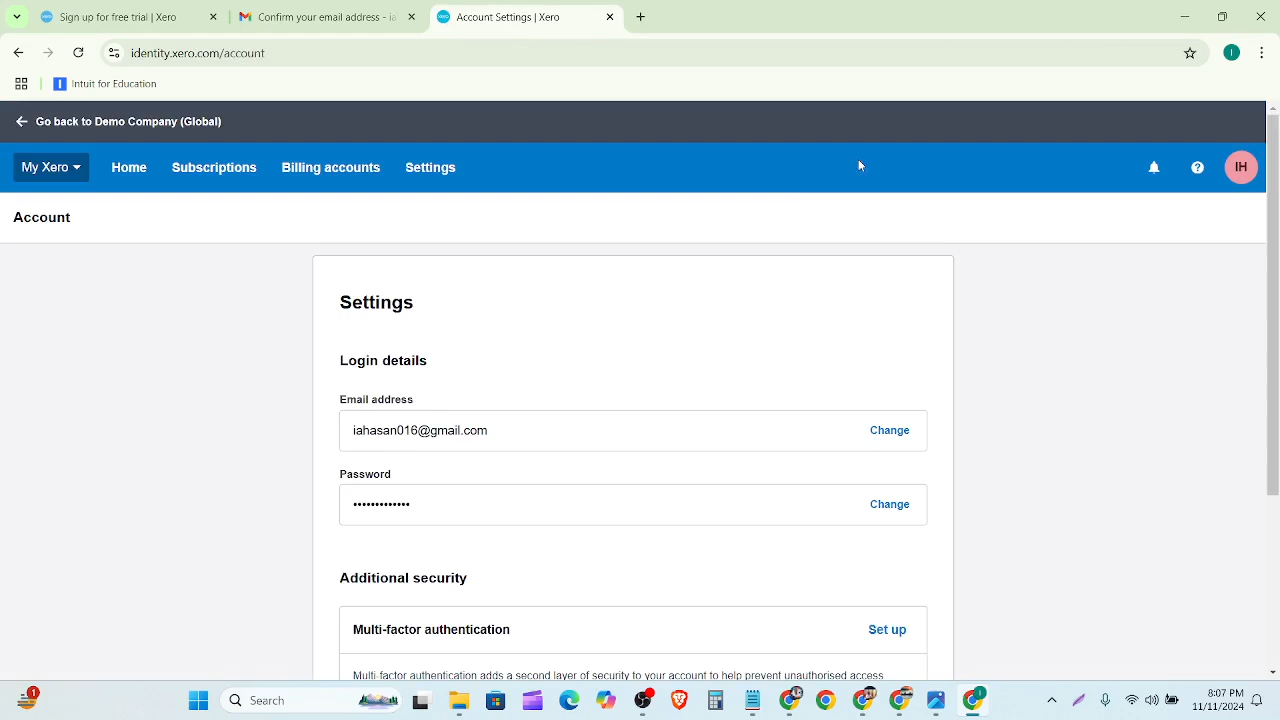 Sign up for free trial | Xero
Confirm your email address - ia
Account Settings | Xero
identity.xero.com/account
I
Intuit for Education
Go back to Demo Company (Global)
My Xero
Home
Subscriptions
Billing accounts
Settings
IH
Account
Settings
Login details
Email address
iahasan016@gmail.com
Change
Password
•••••••••••••
Change
Additional security
Multi-factor authentication
Set up
Multi-factor authentication adds a second layer of security to your account to help prevent unauthorised access
1
Search
8:07 PM
11/11/2024